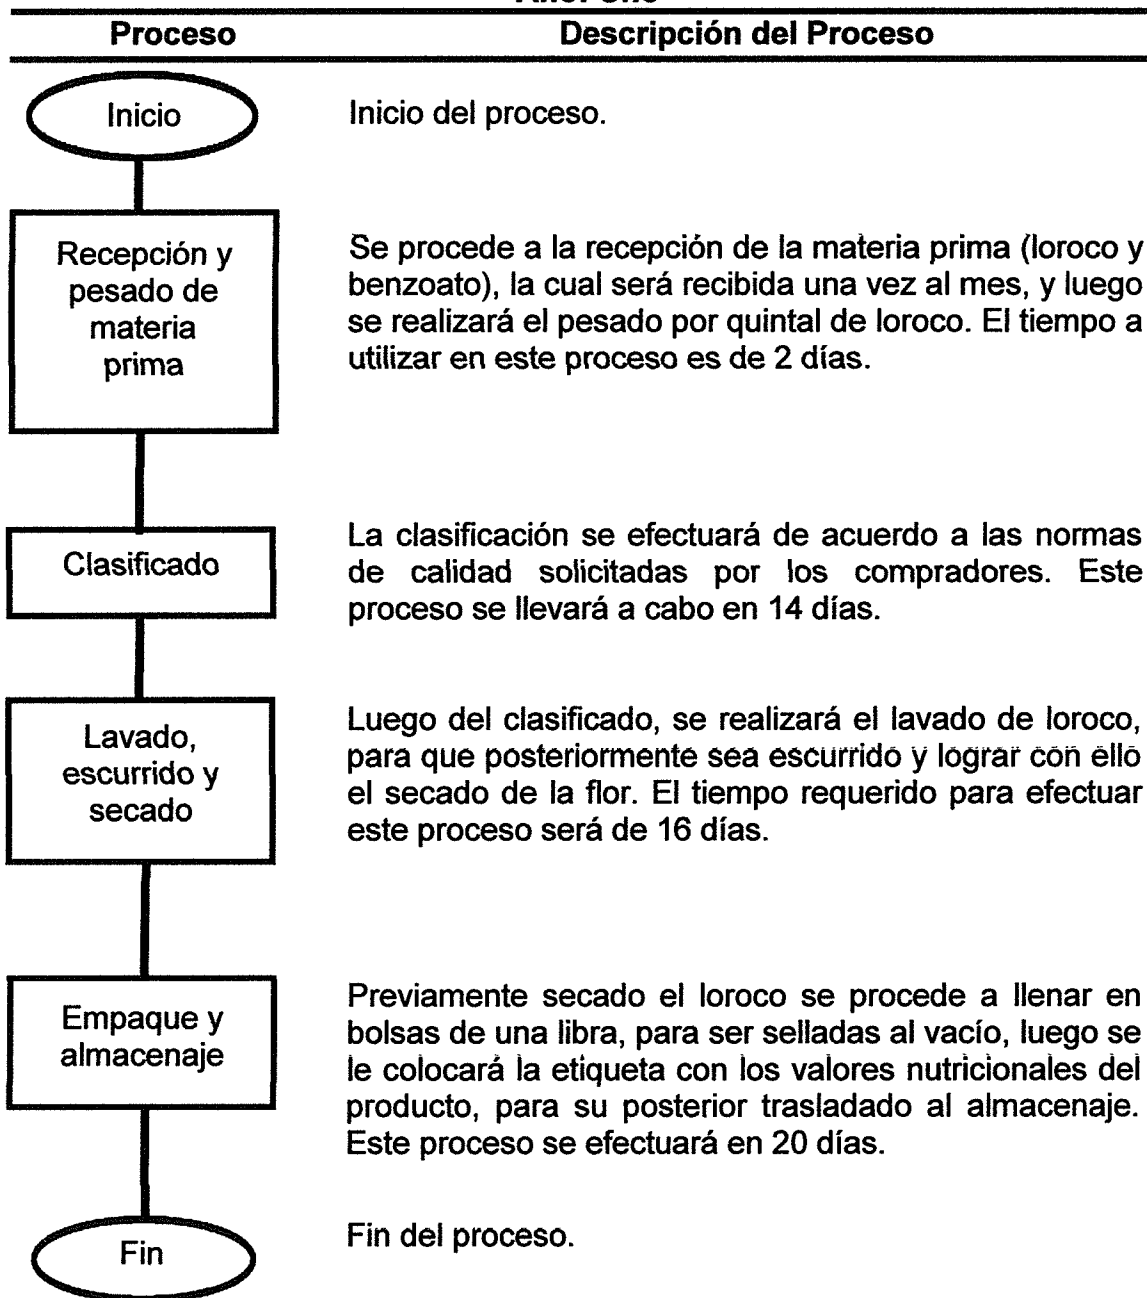 Proceso Descripción del Proceso
Inicio
Inicio del proceso.
Recepción y
pesado de
materia
prima
Se procede a la recepción de la materia prima (loroco y
benzoato), la cual será recibida una vez al mes, y luego
se realizará el pesado por quintal de loroco. El tiempo a
utilizar en este proceso es de 2 días.
Clasificado
La clasificación se efectuará de acuerdo a las normas
de calidad solicitadas por los compradores. Este
proceso se llevará a cabo en 14 días.
Lavado,
escurrido y
secado
Luego del clasificado, se realizará el lavado de loroco,
para que posteriormente sea escurrido y lograr con ello
el secado de la flor. El tiempo requerido para efectuar
este proceso será de 16 días.
Empaque y
almacenaje
Previamente secado el loroco se procede a llenar en
bolsas de una libra, para ser selladas al vacío, luego se
le colocará la etiqueta con los valores nutricionales del
producto, para su posterior trasladado al almacenaje.
Este proceso se efectuará en 20 días.
Fin
Fin del proceso.